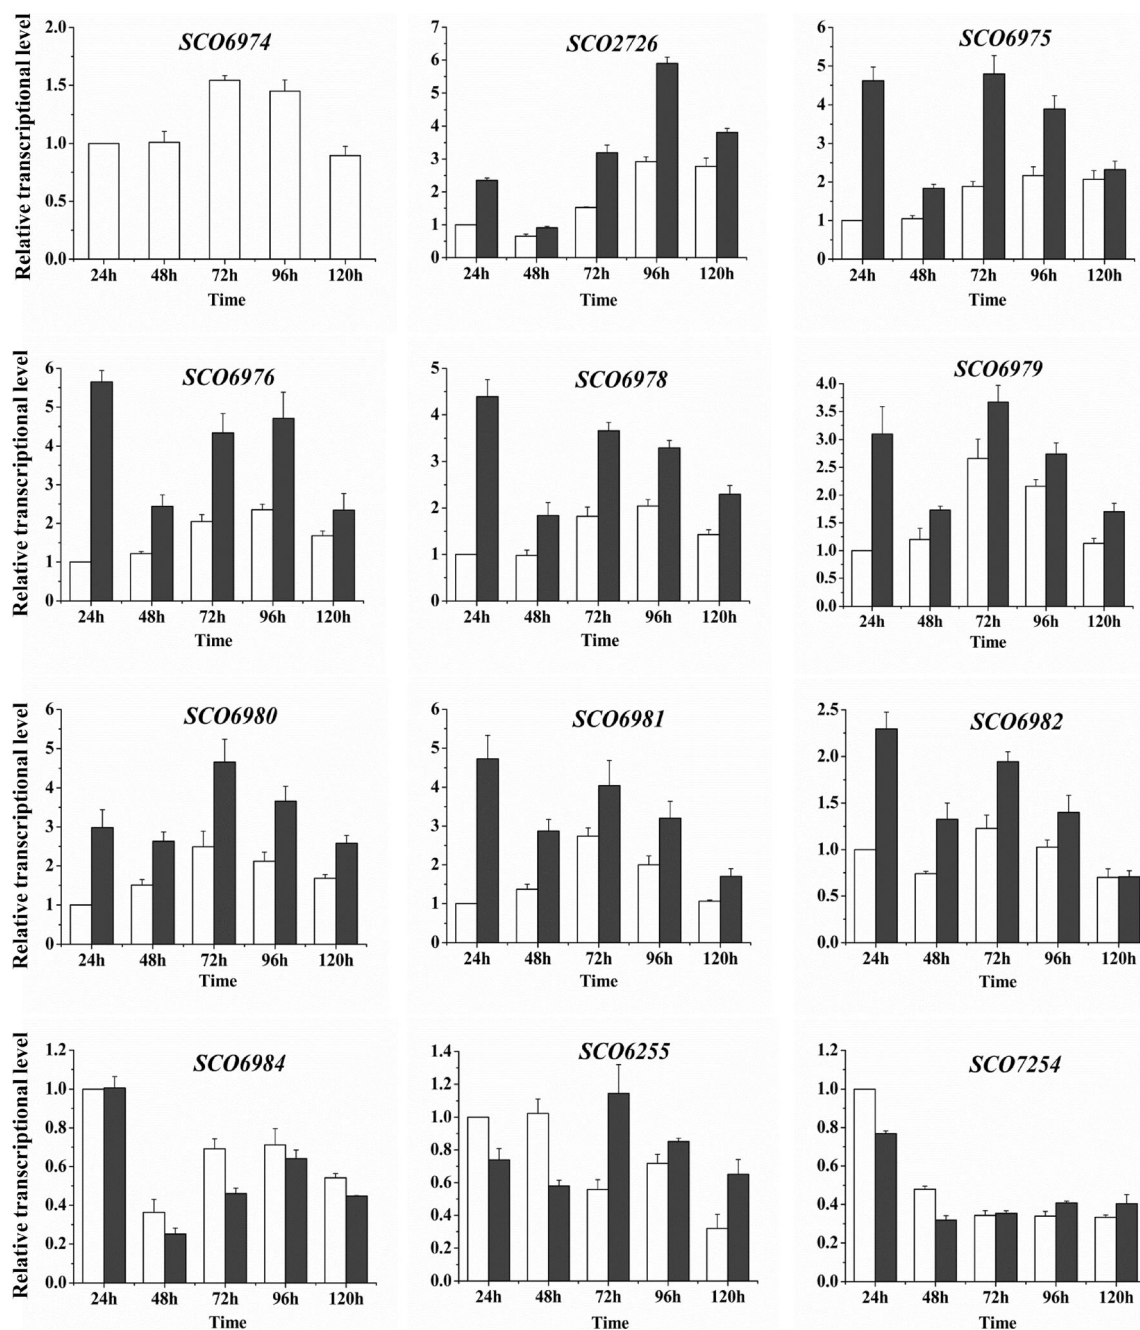 Relative transcriptional level
SCO6974
2.0
1.5
1.0
0.5
0.0
24h 48h 72h 96h 120h
Time
SCO2726
7
6
5
4
3
2
1
0
24h 48h 72h 96h 120h
Time
SCO6975
6
5
4
3
2
1
0
24h 48h 72h 96h 120h
Time
Relative transcriptional level
SCO6976
6
5
4
3
2
1
0
24h 48h 72h 96h 120h
Time
SCO6978
5
4
3
2
1
0
24h 48h 72h 96h 120h
Time
SCO6979
4.0
3.5
3.0
2.5
2.0
1.5
1.0
0.5
0.0
24h 48h 72h 96h 120h
Time
Relative transcriptional level
SCO6980
6
5
4
3
2
1
0
24h 48h 72h 96h 120h
Time
SCO6981
6
5
4
3
2
1
0
24h 48h 72h 96h 120h
Time
SCO6982
2.5
2.0
1.5
1.0
0.5
0.0
24h 48h 72h 96h 120h
Time
Relative transcriptional level
SCO6984
1.2
1.0
0.8
0.6
0.4
0.2
0.0
24h 48h 72h 96h 120h
Time
SCO6255
1.4
1.2
1.0
0.8
0.6
0.4
0.2
0.0
24h 48h 72h 96h 120h
Time
SCO7254
1.2
1.0
0.8
0.6
0.4
0.2
0.0
24h 48h 72h 96h 120h
Time